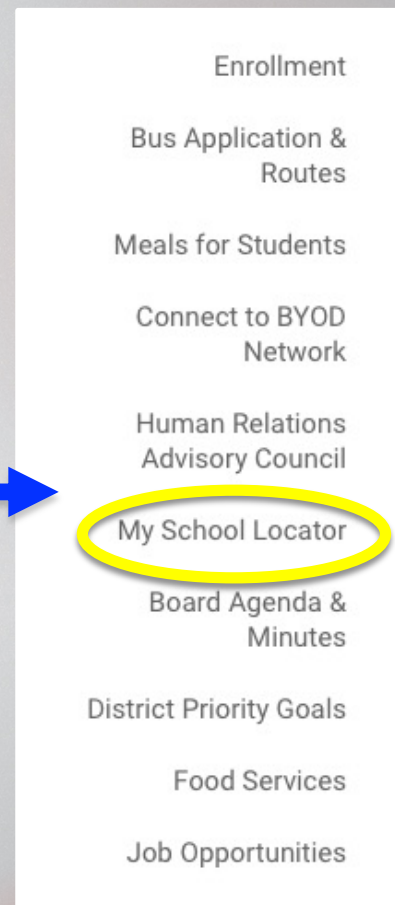 Enrollment
Bus Application &
Routes
Meals for Students
Connect to BYOD
Network
Human Relations
Advisory Council
My School Locator
Board Agenda &
Minutes
District Priority Goals
Food Services
Job Opportunities